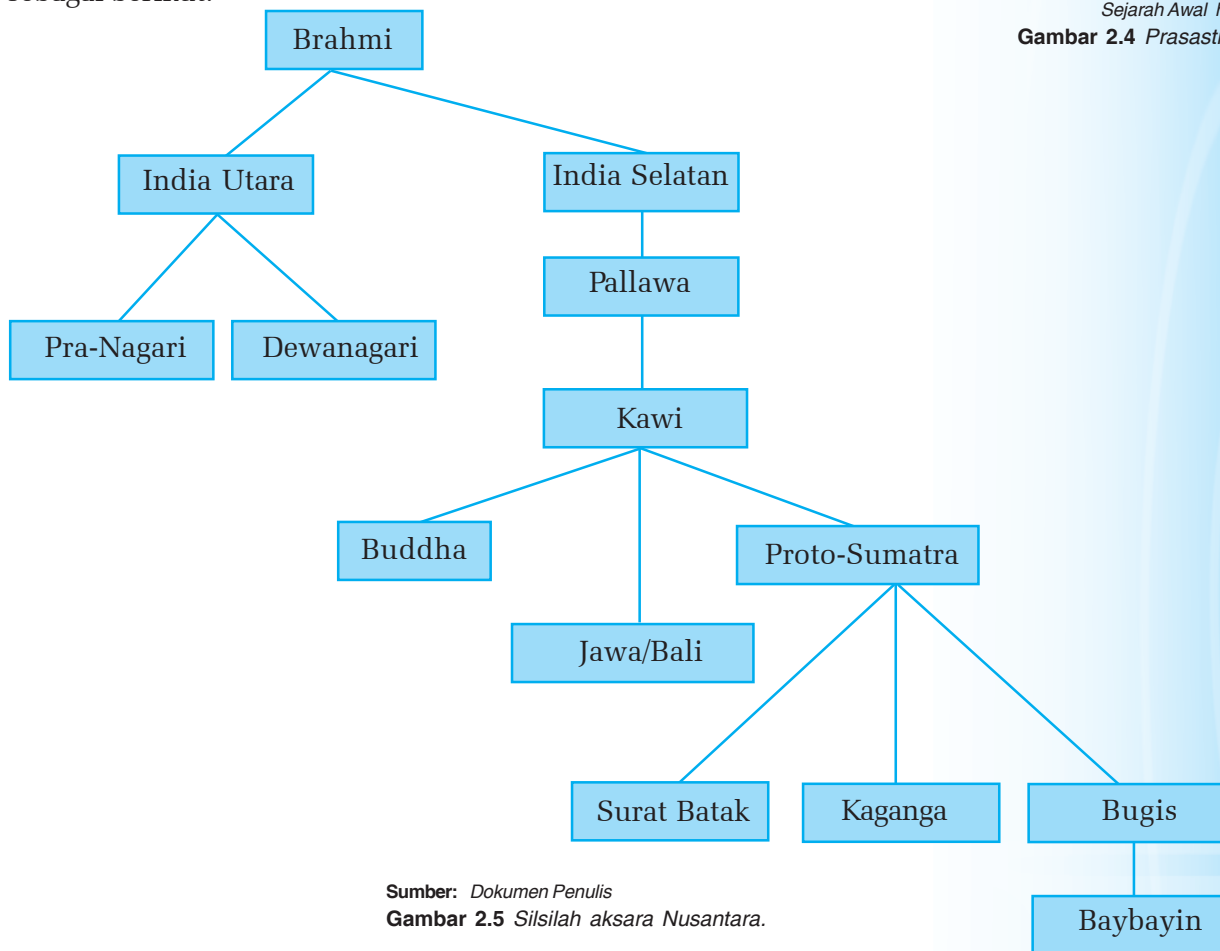 Sejarah Awal
Gambar 2.4 Prasasti
Brahmi
India Utara
India Selatan
Pallawa
Pra-Nagari
Dewanagari
Kawi
Buddha
Proto-Sumatra
Jawa/Bali
Surat Batak
Kaganga
Bugis
Baybayin
Sumber: Dokumen Penulis
Gambar 2.5 Silsilah aksara Nusantara.